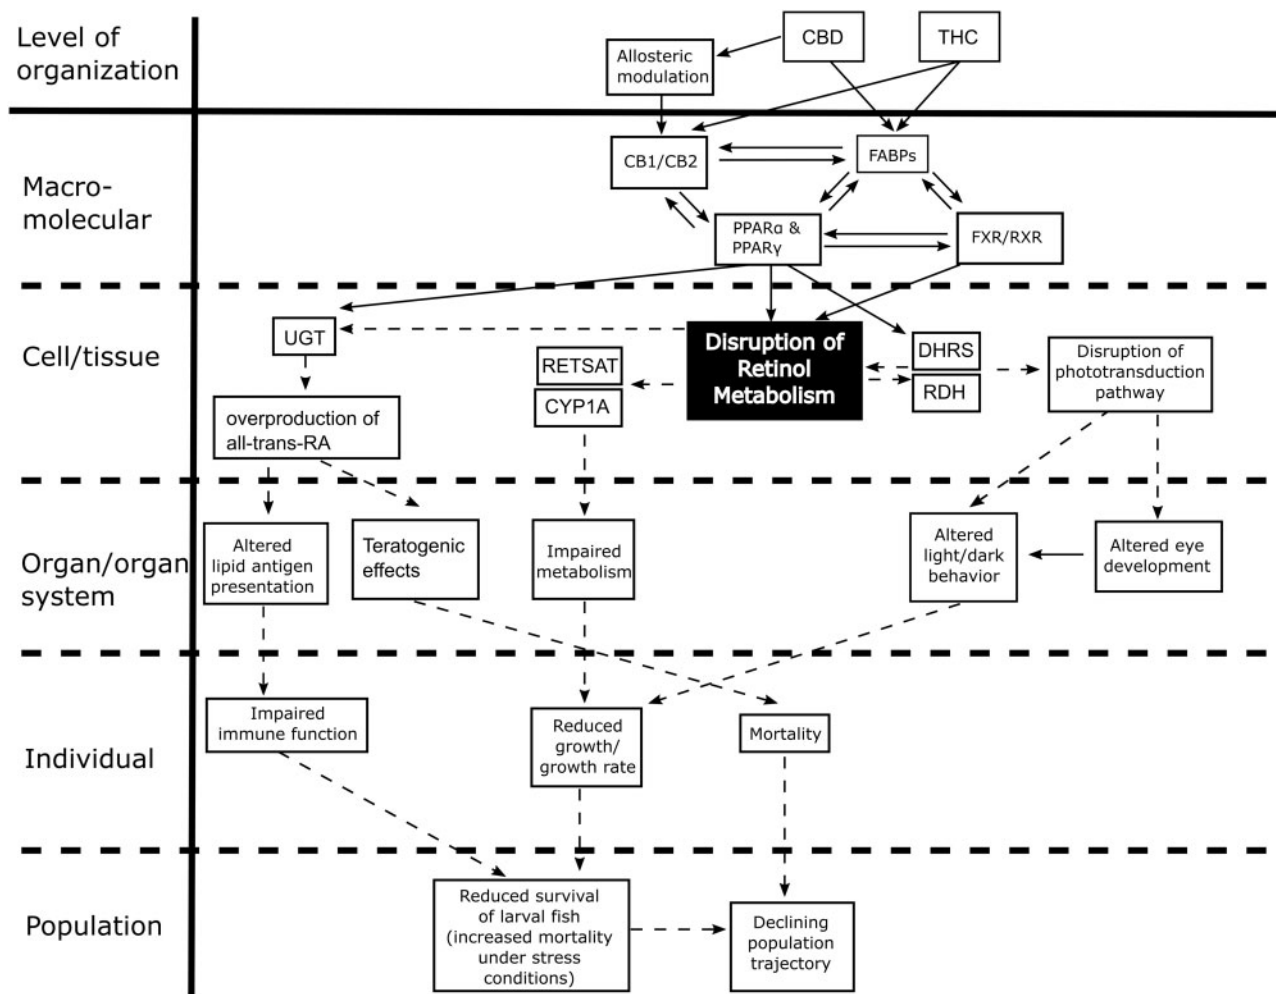 Level of
organization
Allosteric
modulation
CBD
THC
Macro-
molecular
CB1/CB2
FABPs
PPARα &
PPARγ
FXR/RXR
Cell/tissue
UGT
overproduction of
all-trans-RA
RETSAT
CYP1A
Disruption of
Retinol
Metabolism
DHRS
RDH
Disruption of
phototransduction
pathway
Organ/organ
system
Altered
lipid antigen
presentation
Teratogenic
effects
Impaired
metabolism
Altered
light/dark
behavior
Altered eye
development
Individual
Impaired
immune function
Reduced
growth/
growth rate
Mortality
Population
Reduced survival
of larval fish
(increased mortality
under stress
conditions)
Declining
population
trajectory